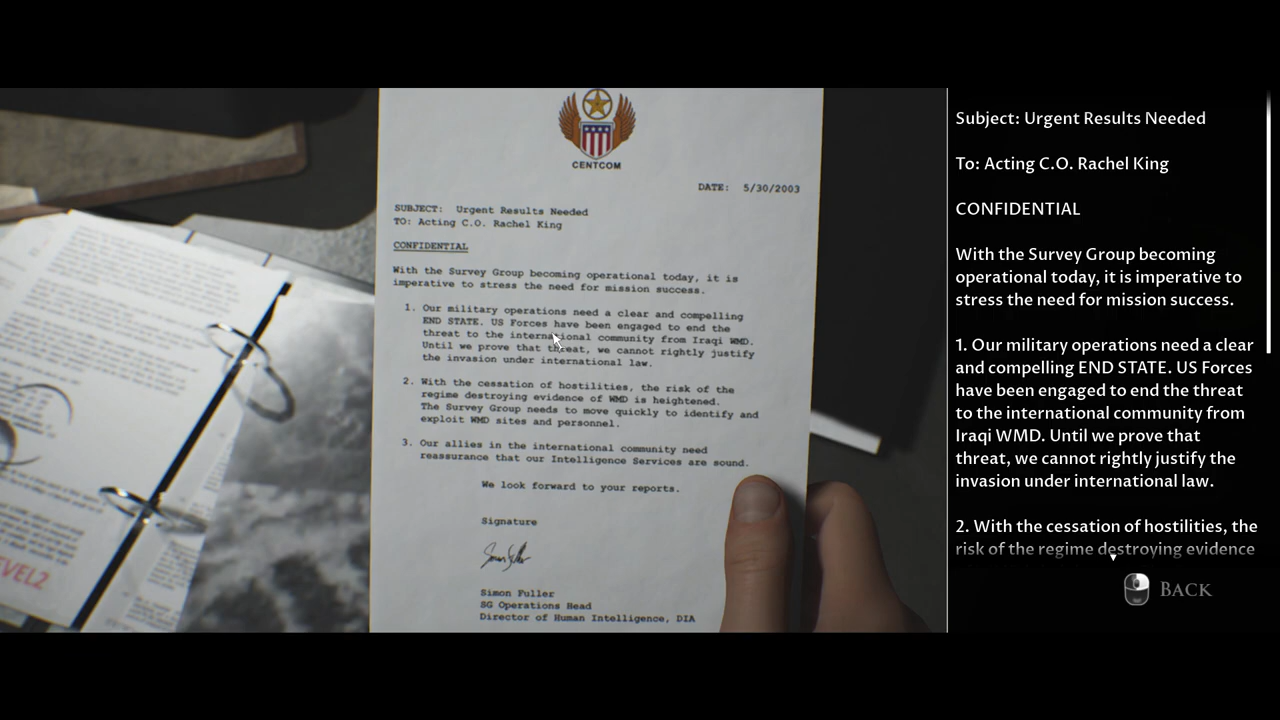 CENTCOM
DATE: 5/30/2003
SUBJECT: Urgent Results Needed
TO: Acting C.O. Rachel King
CONFIDENTIAL
With the Survey Group becoming operational today, it is
imperative to stress the need for mission success.
1. Our military operations need a clear and compelling
END STATE. US Forces have been engaged to end the
threat to the international community from Iraqi WMD.
Until we prove that threat, we cannot rightly justify
the invasion under international law.
2. With the cessation of hostilities, the risk of the
regime destroying evidence of WMD is heightened.
The Survey Group needs to move quickly to identify and
exploit WMD sites and personnel.
3. Our allies in the international community need
reassurance that our Intelligence Services are sound.
We look forward to your reports.
Signature
Simon Fuller
SG Operations Head
Director of Human Intelligence, DIA
EVEL2
Subject: Urgent Results Needed
To: Acting C.O. Rachel King
CONFIDENTIAL
With the Survey Group becoming
operational today, it is imperative to
stress the need for mission success.
1. Our military operations need a clear
and compelling END STATE. US Forces
have been engaged to end the threat
to the international community from
Iraqi WMD. Until we prove that
threat, we cannot rightly justify the
invasion under international law.
2. With the cessation of hostilities, the
risk of the regime destroying evidence
BACK